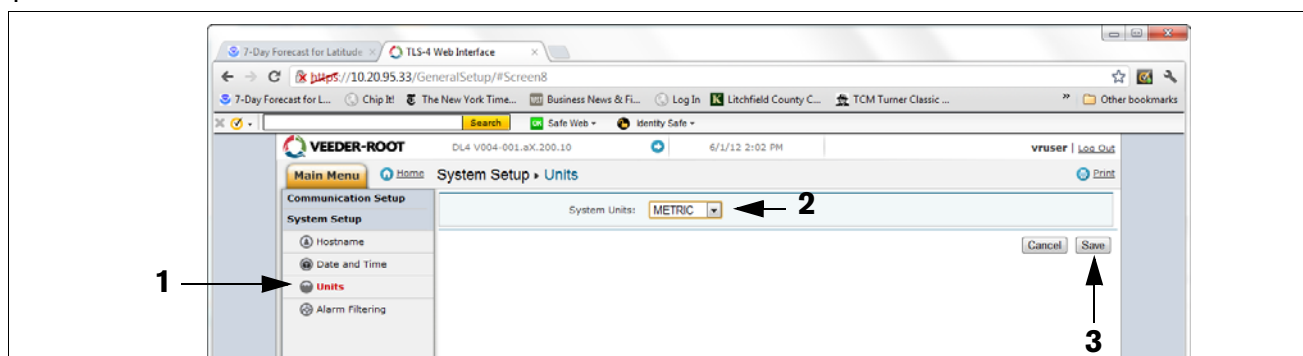 7-Day Forecast for Latitude × TLS-4 Web Interface ×
https://10.20.95.33/GeneralSetup/#Screen8
7-Day Forecast for L... Chip It! The New York Time... Business News & Fi... Log In Litchfield County C... TCM Turner Classic ... » Other bookmarks
Search Safe Web Identity Safe
VEEDER-ROOT DL4 V004-001.aX.200.10 6/1/12 2:02 PM vruser | Log Out
Main Menu Home System Setup ▸ Units Print
Communication Setup
System Units: METRIC 2
System Setup
Hostname
Cancel Save
Date and Time
1 Units
Alarm Filtering
3